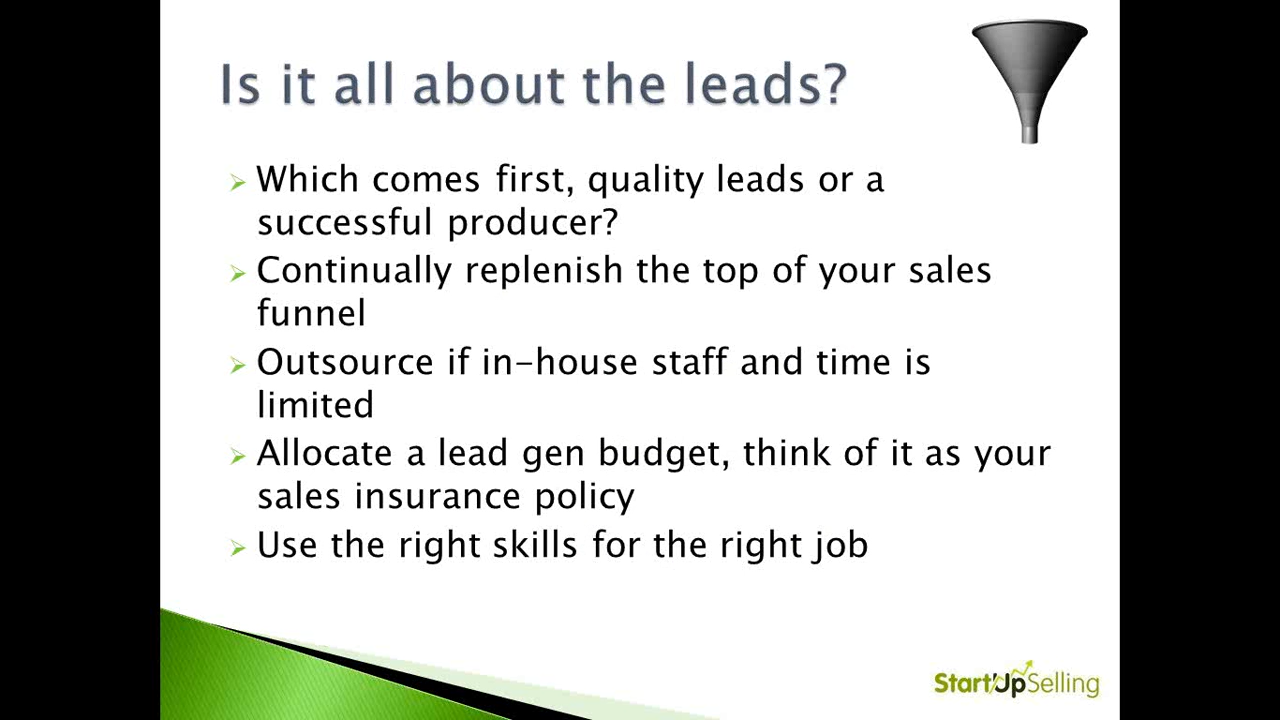 Is it all about the leads?
Which comes first, quality leads or a
successful producer?
Continually replenish the top of your sales
funnel
Outsource if in-house staff and time is
limited
Allocate a lead gen budget, think of it as your
sales insurance policy
Use the right skills for the right job
StartUpSelling